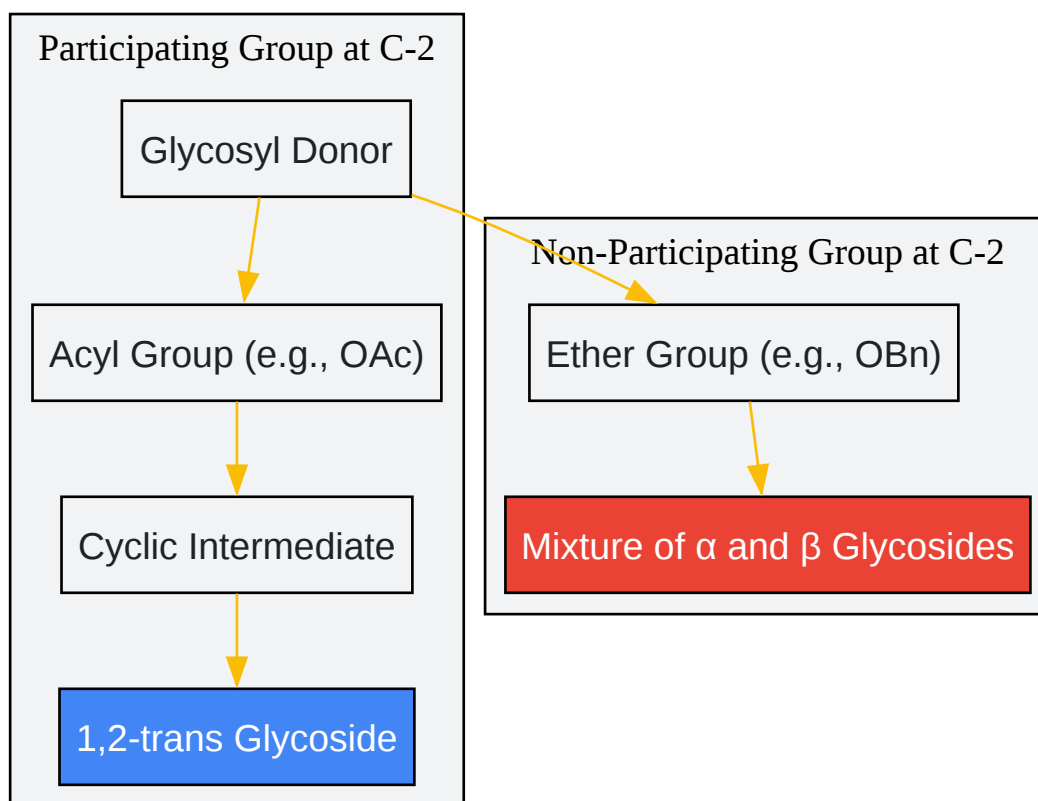 Participating Group at C-2
Glycosyl Donor
Acyl Group (e.g., OAc)
Cyclic Intermediate
1,2-trans Glycoside
Non-Participating Group at C-2
Ether Group (e.g., OBn)
Mixture of α and β Glycosides